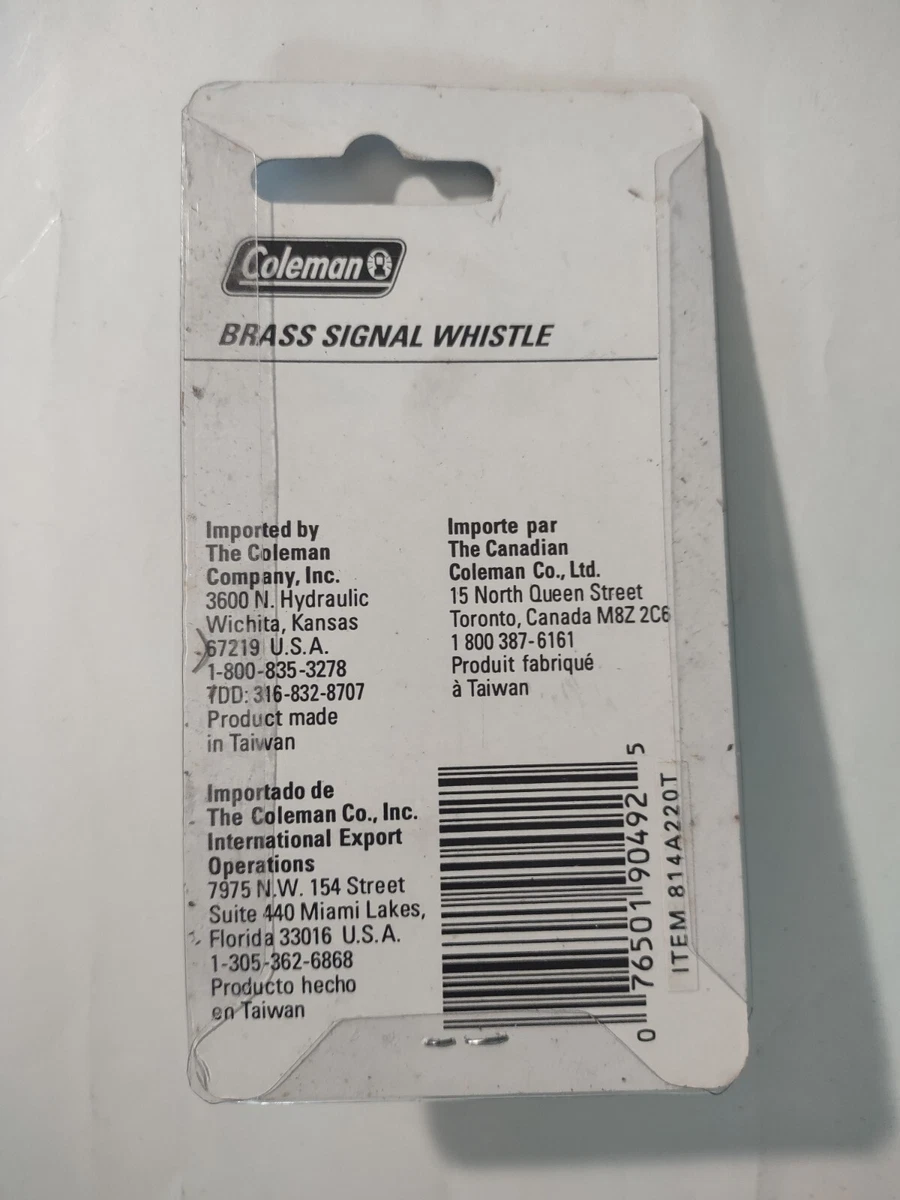 Coleman
BRASS SIGNAL WHISTLE
Imported by
The Coleman
Company, Inc.
3600 N. Hydraulic
Wichita, Kansas
67219 U.S.A.
1-800-835-3278
TDD: 316-832-8707
Product made
in Taiwan
Importe par
The Canadian
Coleman Co., Ltd.
15 North Queen Street
Toronto, Canada M8Z 2C6
1 800 387-6161
Produit fabriqué
à Taiwan
Importado de
The Coleman Co., Inc.
International Export
Operations
7975 N.W. 154 Street
Suite 440 Miami Lakes,
Florida 33016 U.S.A.
1-305-362-6868
Producto hecho
en Taiwan
0 76501 90492 5
ITEM 814A220T